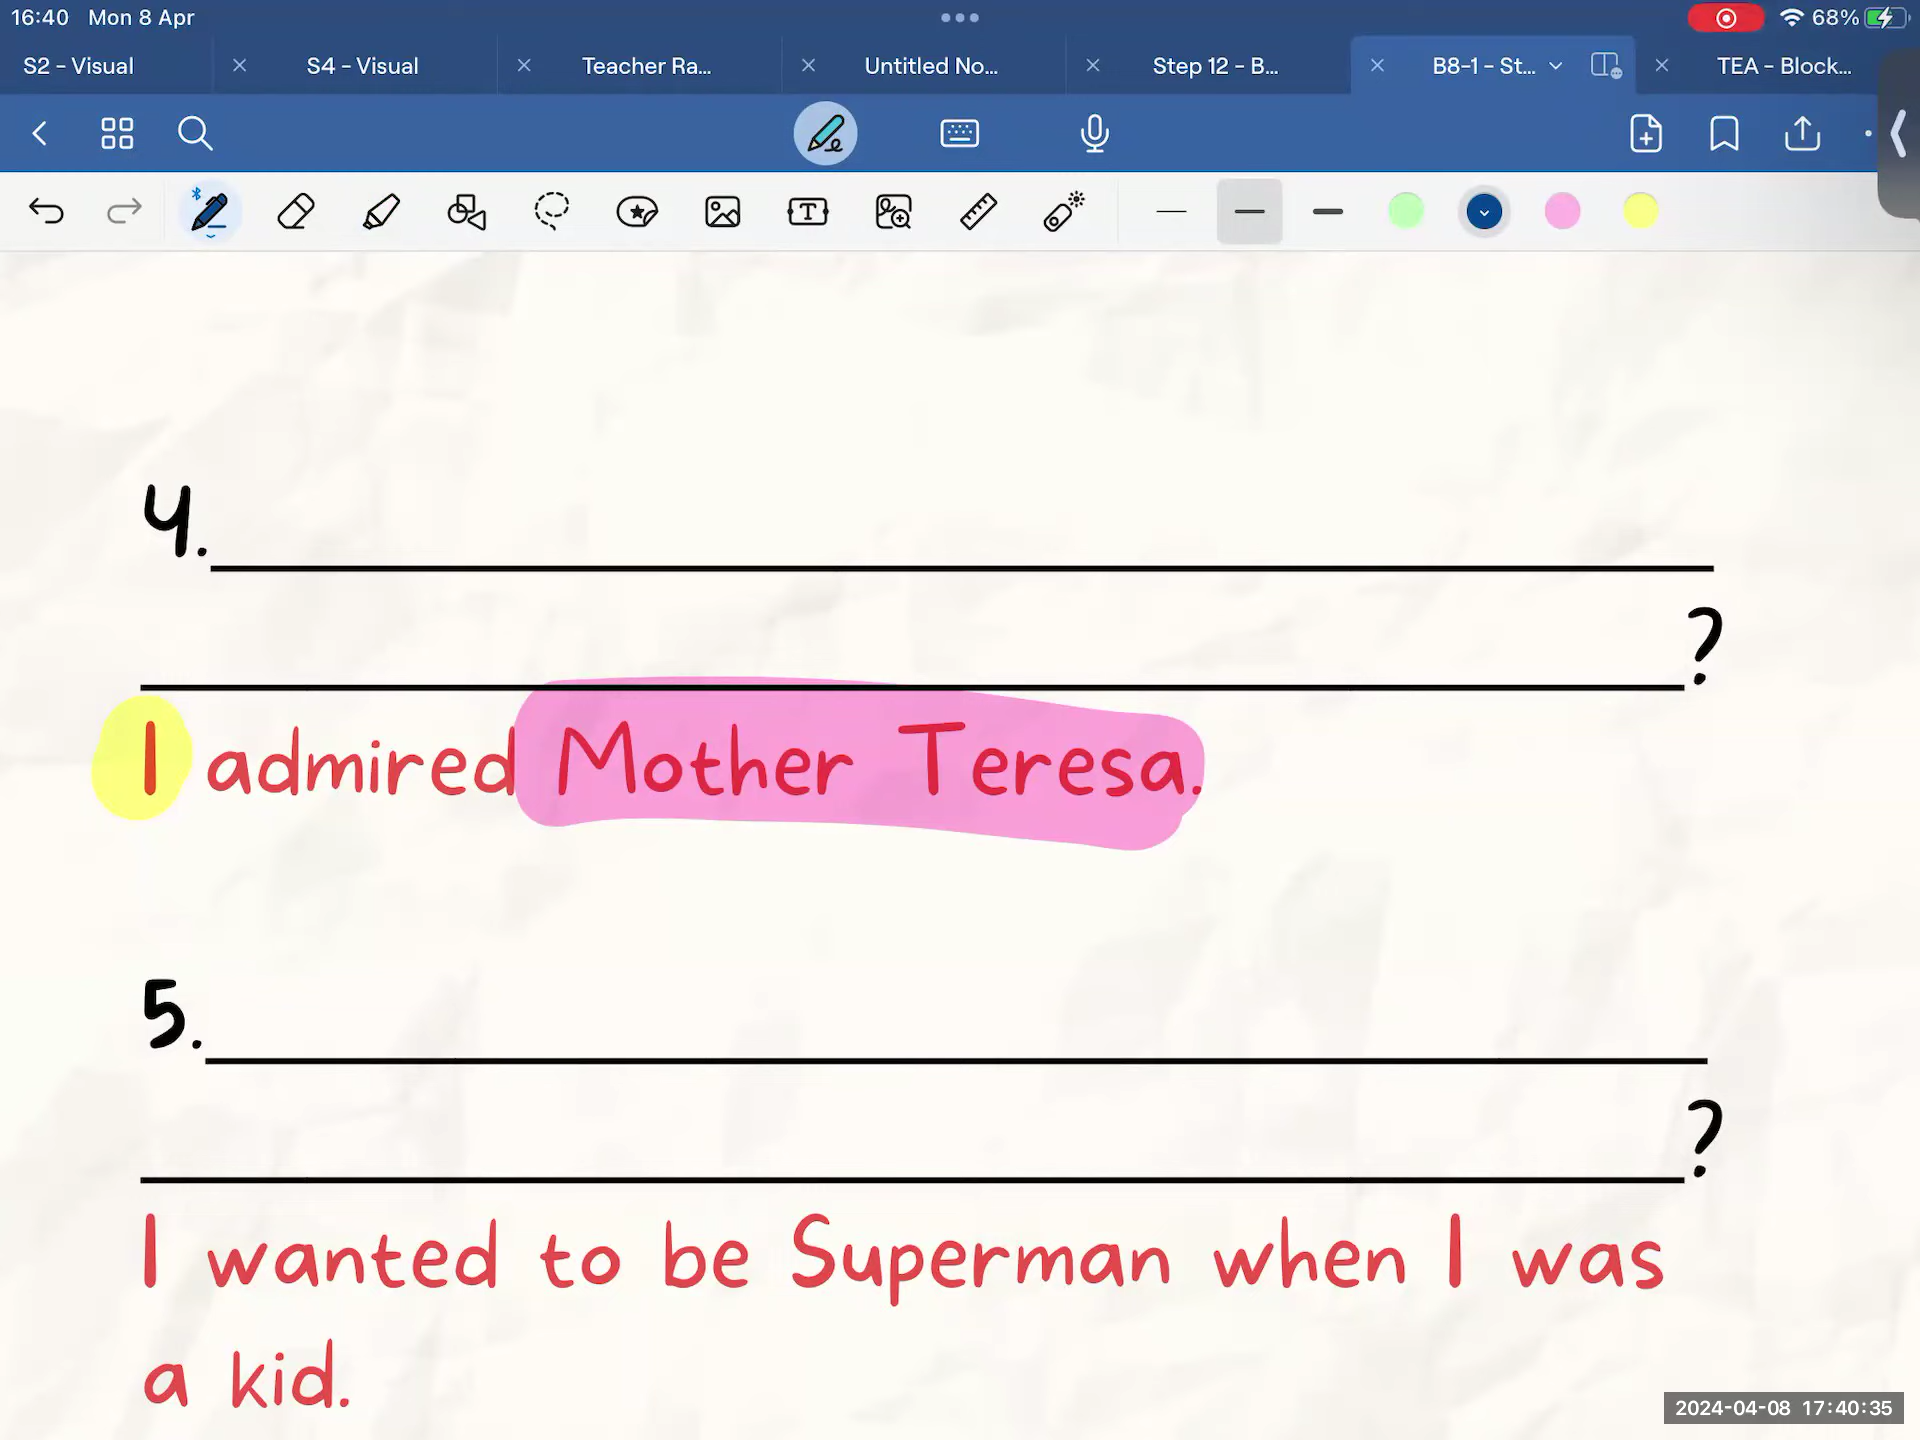 16:40 Mon 8 Apr 68%
S2 - Visual S4 - Visual Teacher Ra... Untitled No... Step 12 - B... B8-1 - St... TEA - Block...
4.
?
I admired Mother Teresa.
5.
?
I wanted to be Superman when I was
a kid.
2024-04-08 17:40:35